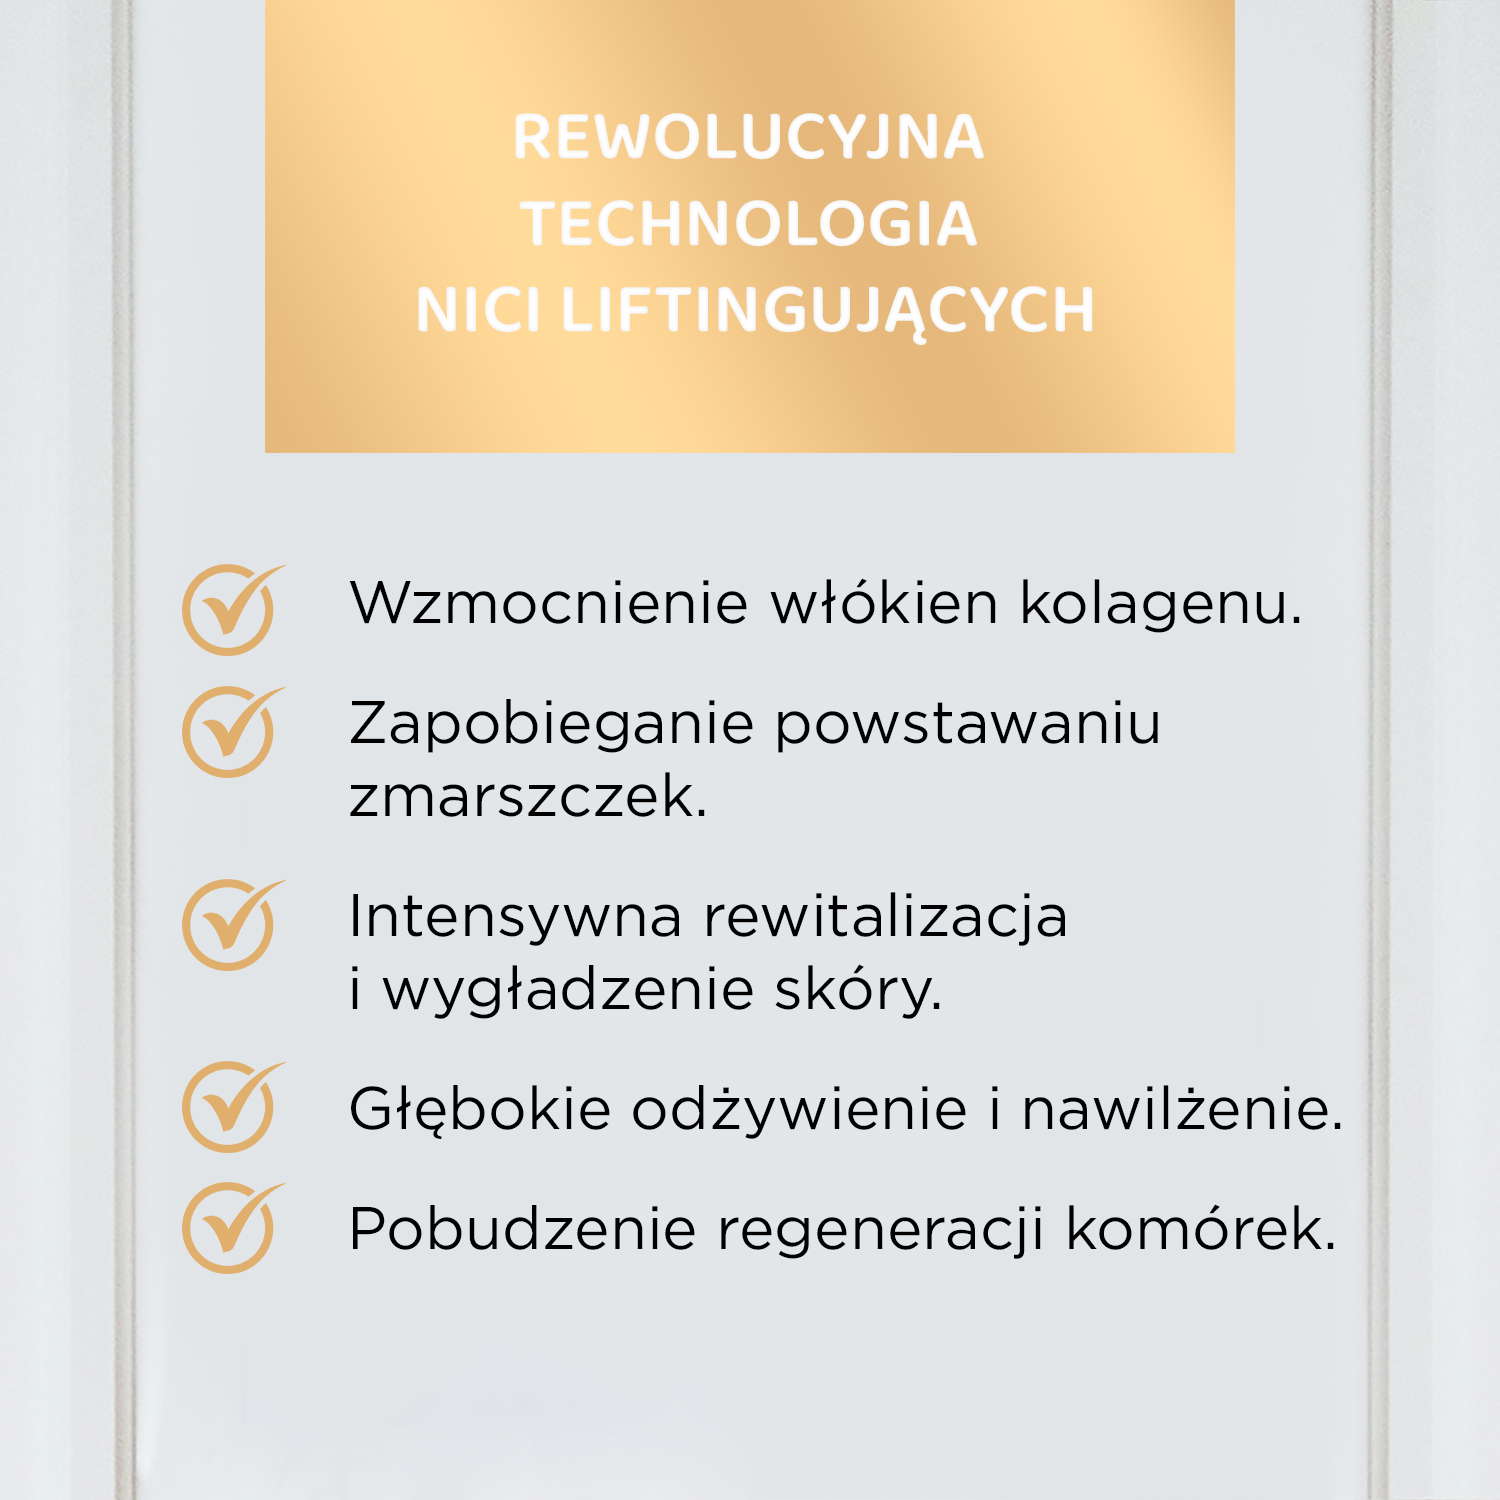 REWOLUCYJNA
TECHNOLOGIA
NICI LIFTINGUJĄCYCH
Wzmocnienie włókien kolagenu.
Zapobieganie powstawaniu
zmarszczek.
Intensywna rewitalizacja
i wygładzenie skóry.
Głębokie odżywienie i nawilżenie.
Pobudzenie regeneracji komórek.